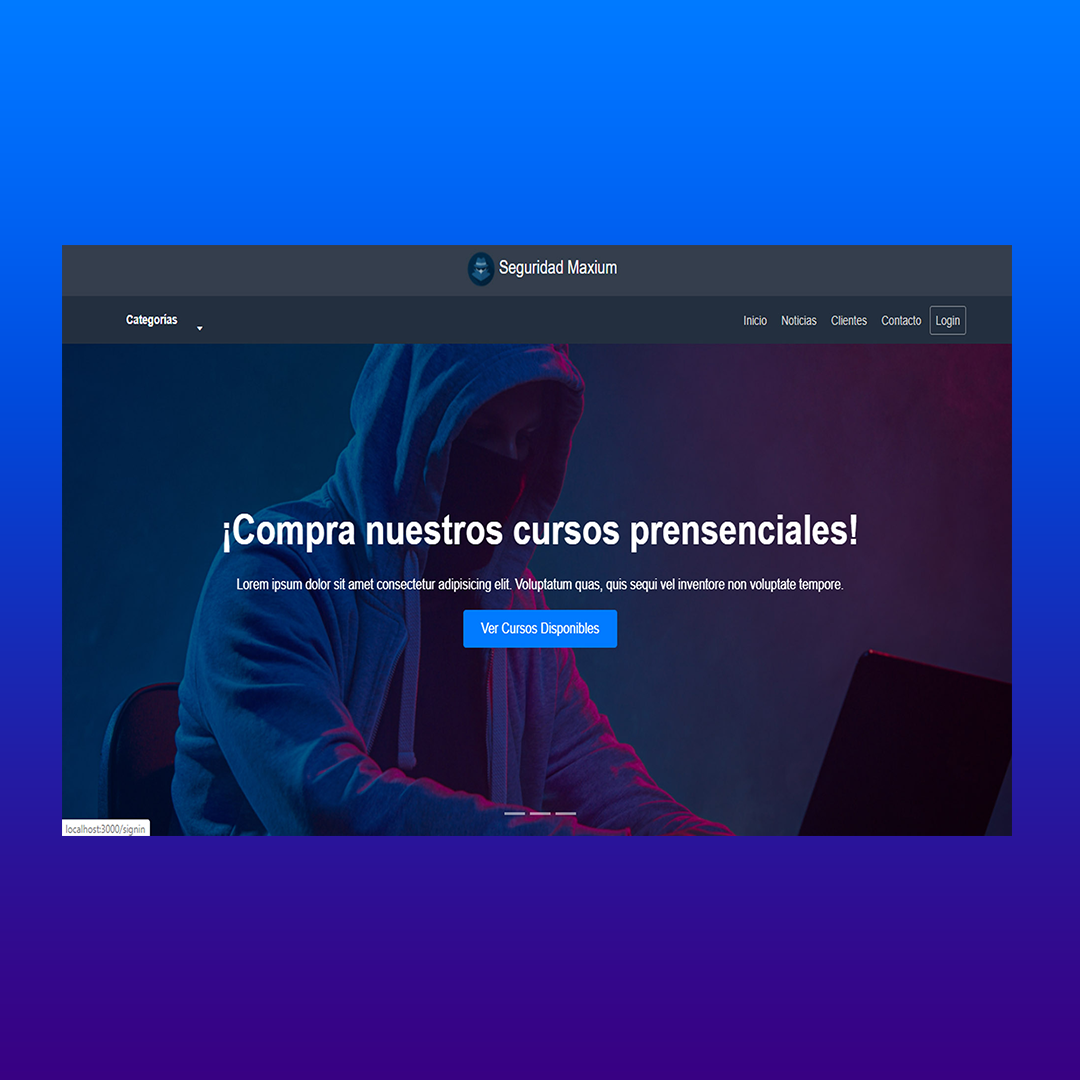 Seguridad Maxium
Categorías
Inicio Noticias Clientes Contacto Login
¡Compra nuestros cursos prensenciales!
Lorem ipsum dolor sit amet consectetur adipisicing elit. Voluptatum quas, quis sequi vel inventore non voluptate tempore.
Ver Cursos Disponibles
localhost:3000/signin